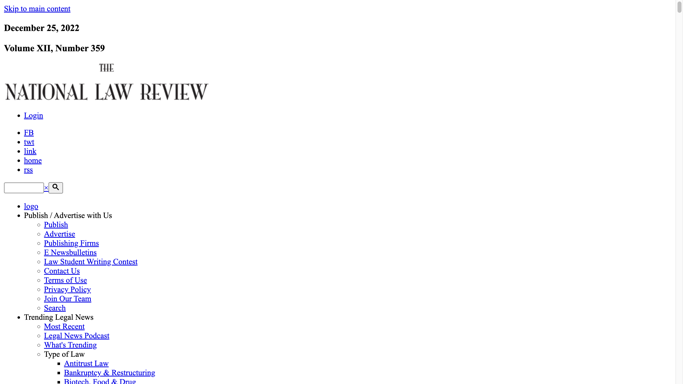 Skip to main content
December 25, 2022
Volume XII, Number 359
THE
NATIONAL LAW REVIEW
Login
FB
twt
link
home
rss
×
logo
Publish / Advertise with Us
Publish
Advertise
Publishing Firms
E Newsbulletins
Law Student Writing Contest
Contact Us
Terms of Use
Privacy Policy
Join Our Team
Search
Trending Legal News
Most Recent
Legal News Podcast
What's Trending
Type of Law
Antitrust Law
Bankruptcy & Restructuring
Biotech, Food & Drug